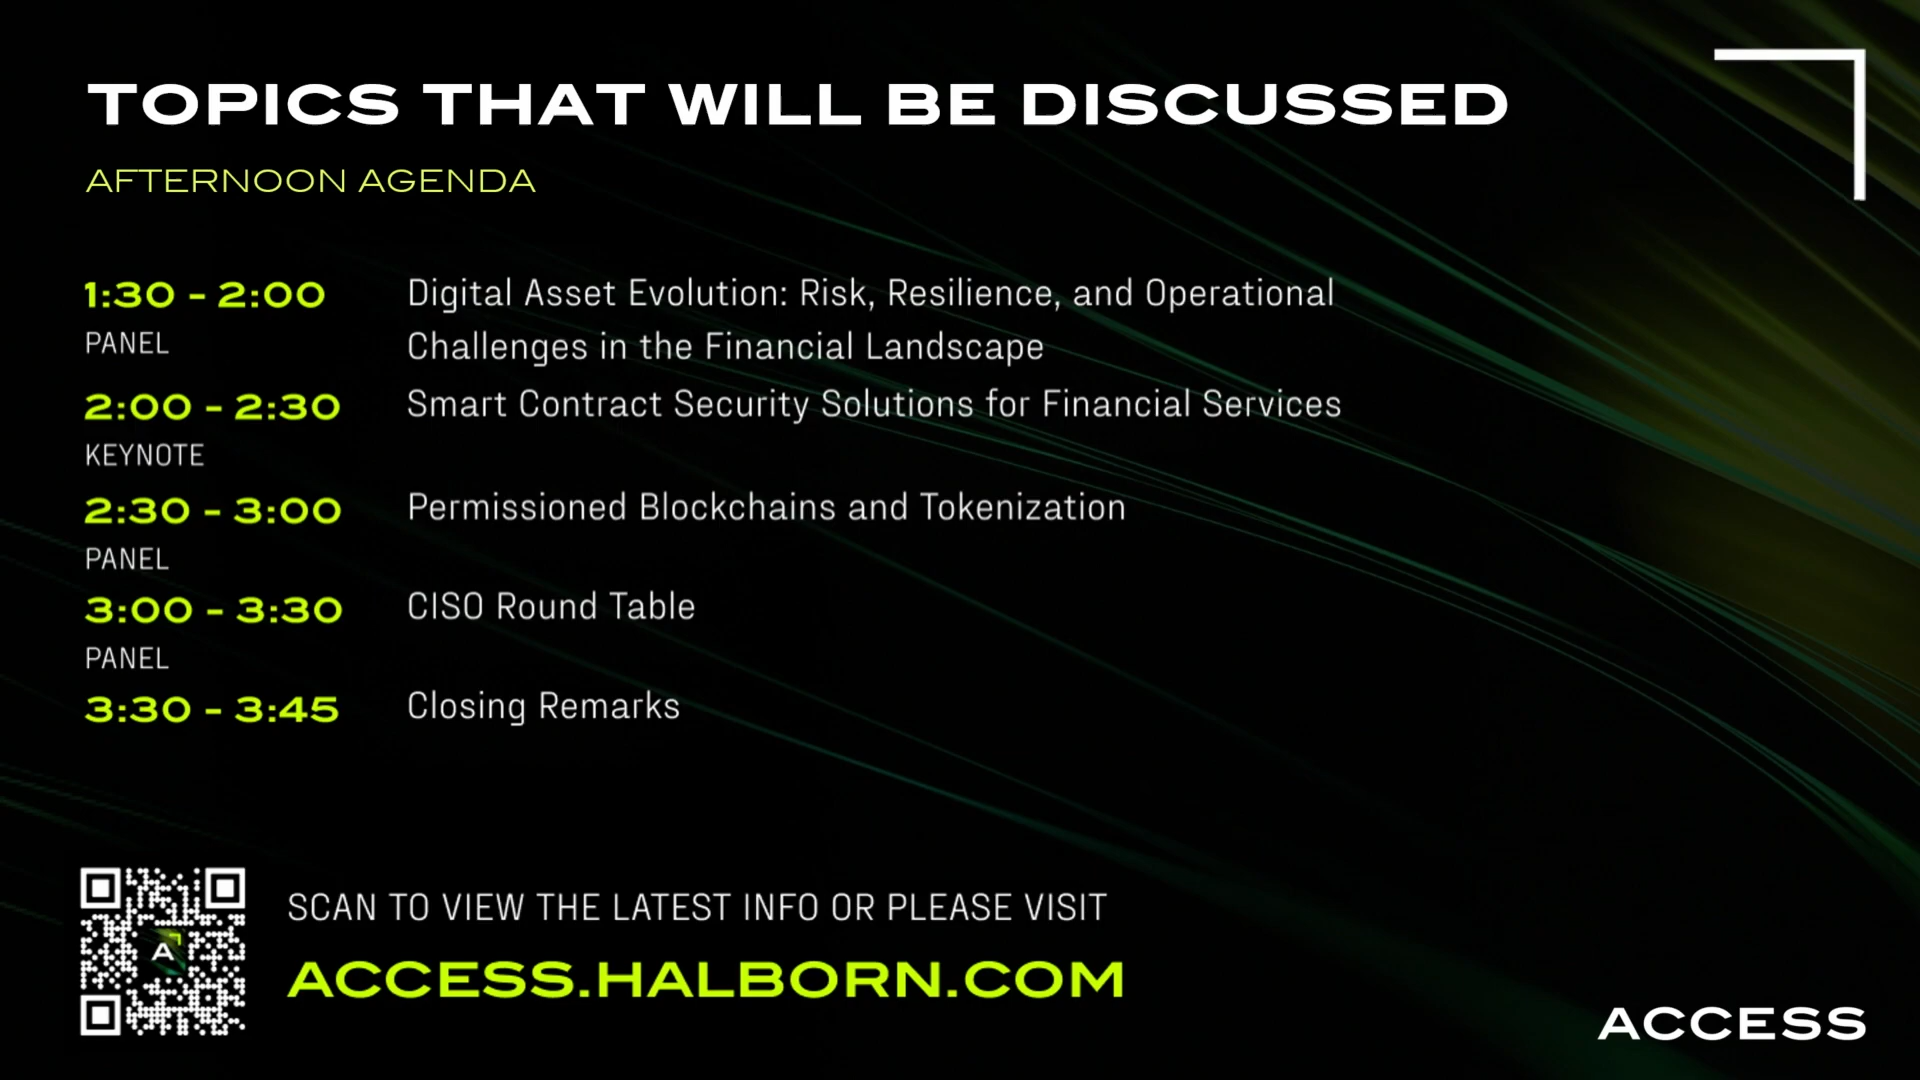 TOPICS THAT WILL BE DISCUSSED
AFTERNOON AGENDA
1:30 - 2:00
PANEL
Digital Asset Evolution: Risk, Resilience, and Operational
Challenges in the Financial Landscape
2:00 - 2:30
KEYNOTE
Smart Contract Security Solutions for Financial Services
2:30 - 3:00
PANEL
Permissioned Blockchains and Tokenization
3:00 - 3:30
PANEL
CISO Round Table
3:30 - 3:45
Closing Remarks
A
SCAN TO VIEW THE LATEST INFO OR PLEASE VISIT
ACCESS.HALBORN.COM
ACCESS